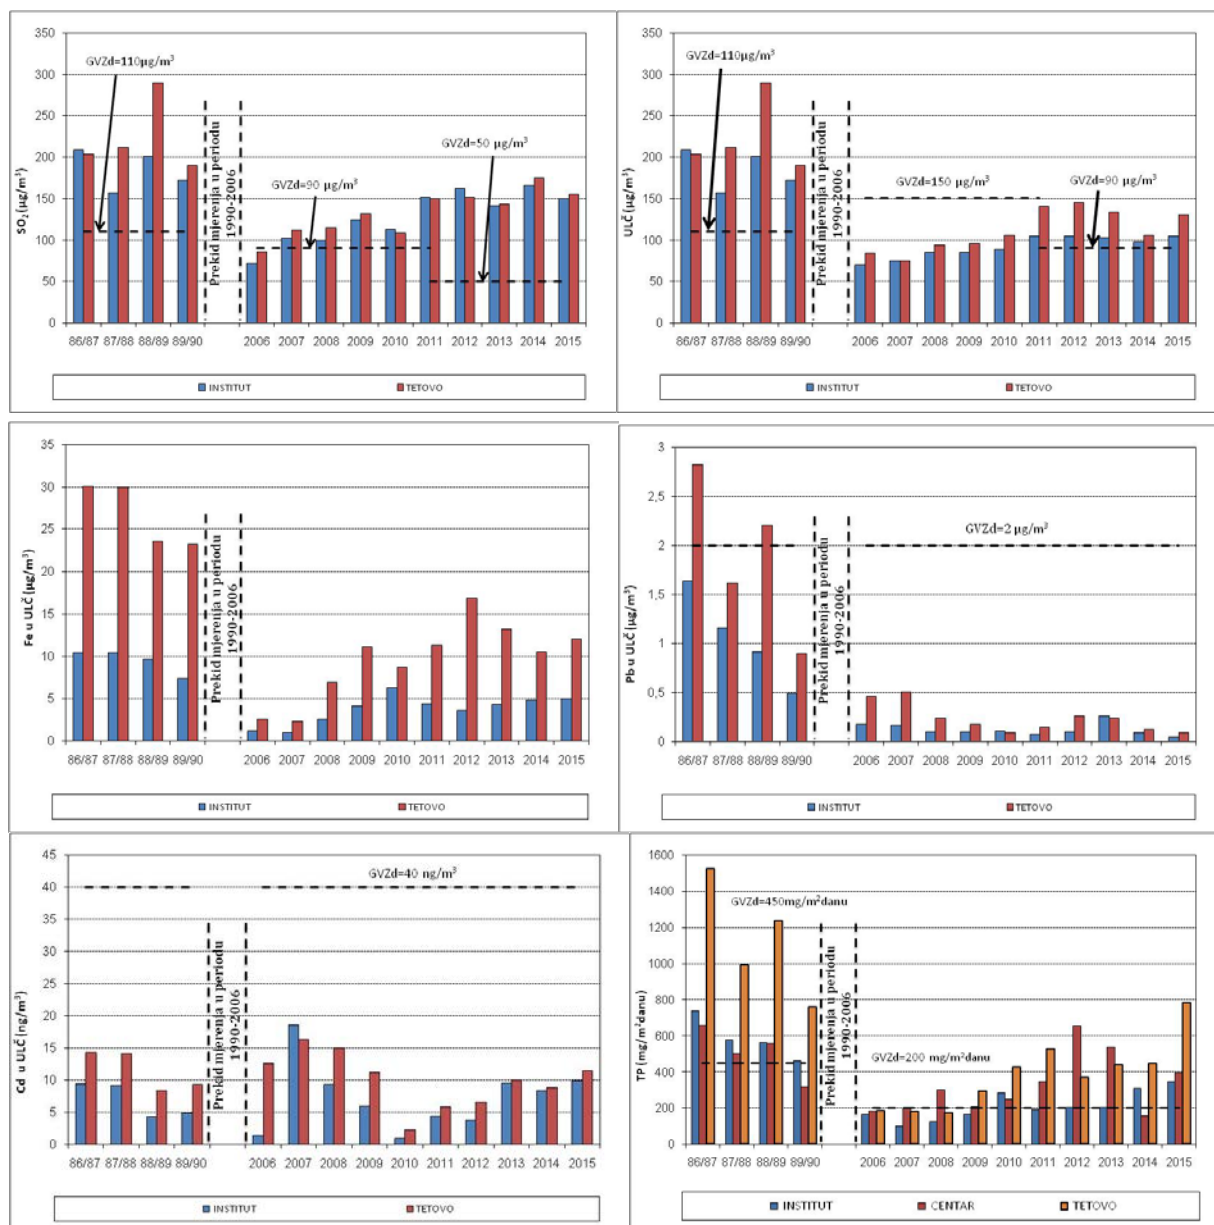 350
300
250
200
150
100
50
0
SO₂(µg/m³)
GVZd=110µg/m³
GVZd=90 µg/m³
GVZd=50 µg/m³
Prekid mjerenja u periodu
1990-2006
86/87 87/88 88/89 89/90 2006 2007 2008 2009 2010 2011 2012 2013 2014 2015
INSTITUT TETOVO
350
300
250
200
150
100
50
0
ULČ(µg/m³)
GVZd=110µg/m³
GVZd=150 µg/m³
GVZd=90 µg/m³
Prekid mjerenja u periodu
1990-2006
86/87 87/88 88/89 89/90 2006 2007 2008 2009 2010 2011 2012 2013 2014 2015
INSTITUT TETOVO
35
30
25
20
15
10
5
0
Fe u ULČ (µg/m³)
Prekid mjerenja u periodu
1990-2006
86/87 87/88 88/89 89/90 2006 2007 2008 2009 2010 2011 2012 2013 2014 2015
INSTITUT TETOVO
3
2,5
2
1,5
1
0,5
0
Pb u ULČ (µg/m³)
GVZd=2 µg/m³
Prekid mjerenja u periodu
1990-2006
86/87 87/88 88/89 89/90 2006 2007 2008 2009 2010 2011 2012 2013 2014 2015
INSTITUT TETOVO
45
40
35
30
25
20
15
10
5
0
Cd u ULČ (ng/m³)
GVZd=40 ng/m³
Prekid mjerenja u periodu
1990-2006
86/87 87/88 88/89 89/90 2006 2007 2008 2009 2010 2011 2012 2013 2014 2015
INSTITUT TETOVO
1600
1400
1200
1000
800
600
400
200
0
TP (mg/m²danu)
GVZd=450mg/m²danu
GVZd=200 mg/m²danu
Prekid mjerenja u periodu
1990-2006
86/87 87/88 88/89 89/90 2006 2007 2008 2009 2010 2011 2012 2013 2014 2015
INSTITUT CENTAR TETOVO